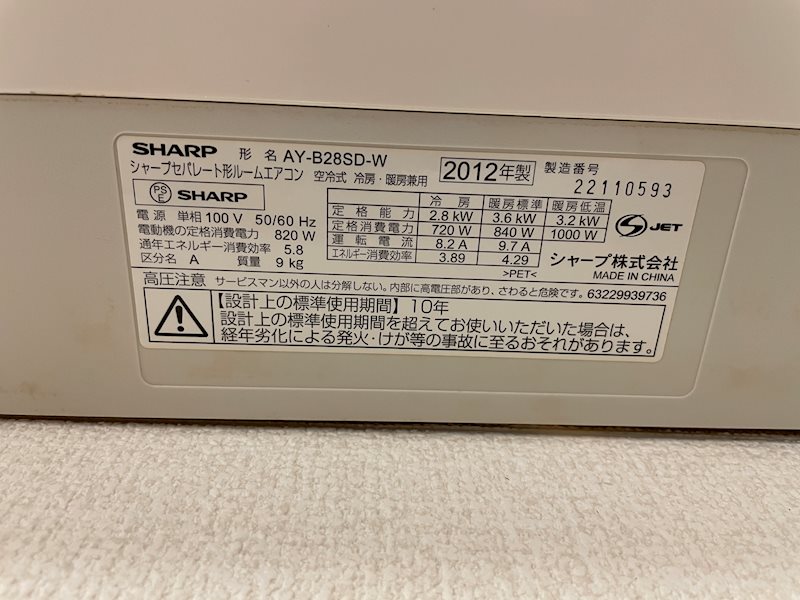 SHARP 形 名 AY-B28SD-W 2012年製 製造番号
シャープセパレート形ルームエアコン 空冷式 冷房・暖房兼用 22110593
PSE SHARP
電 源 単相 100 V 50/60 Hz
電動機の定格消費電力 820 W
通年エネルギー消費効率 5.8
区分名 A 質量 9 kg
冷 房 暖房標準 暖房低温
定 格 能 力 2.8 kW 3.6 kW 3.2 kW
定格消費電力 720 W 840 W 1000 W
運 転 電 流 8.2 A 9.7 A
エネルギー消費効率 3.89 4.29
>PET<
S JET
シャープ株式会社
MADE IN CHINA
高圧注意 サービスマン以外の人は分解しない。内部に高電圧部があり、さわると危険です。 63229939736
【設計上の標準使用期間】10年
設計上の標準使用期間を超えてお使いいただいた場合は、
経年劣化による発火・けが等の事故に至るおそれがあります。